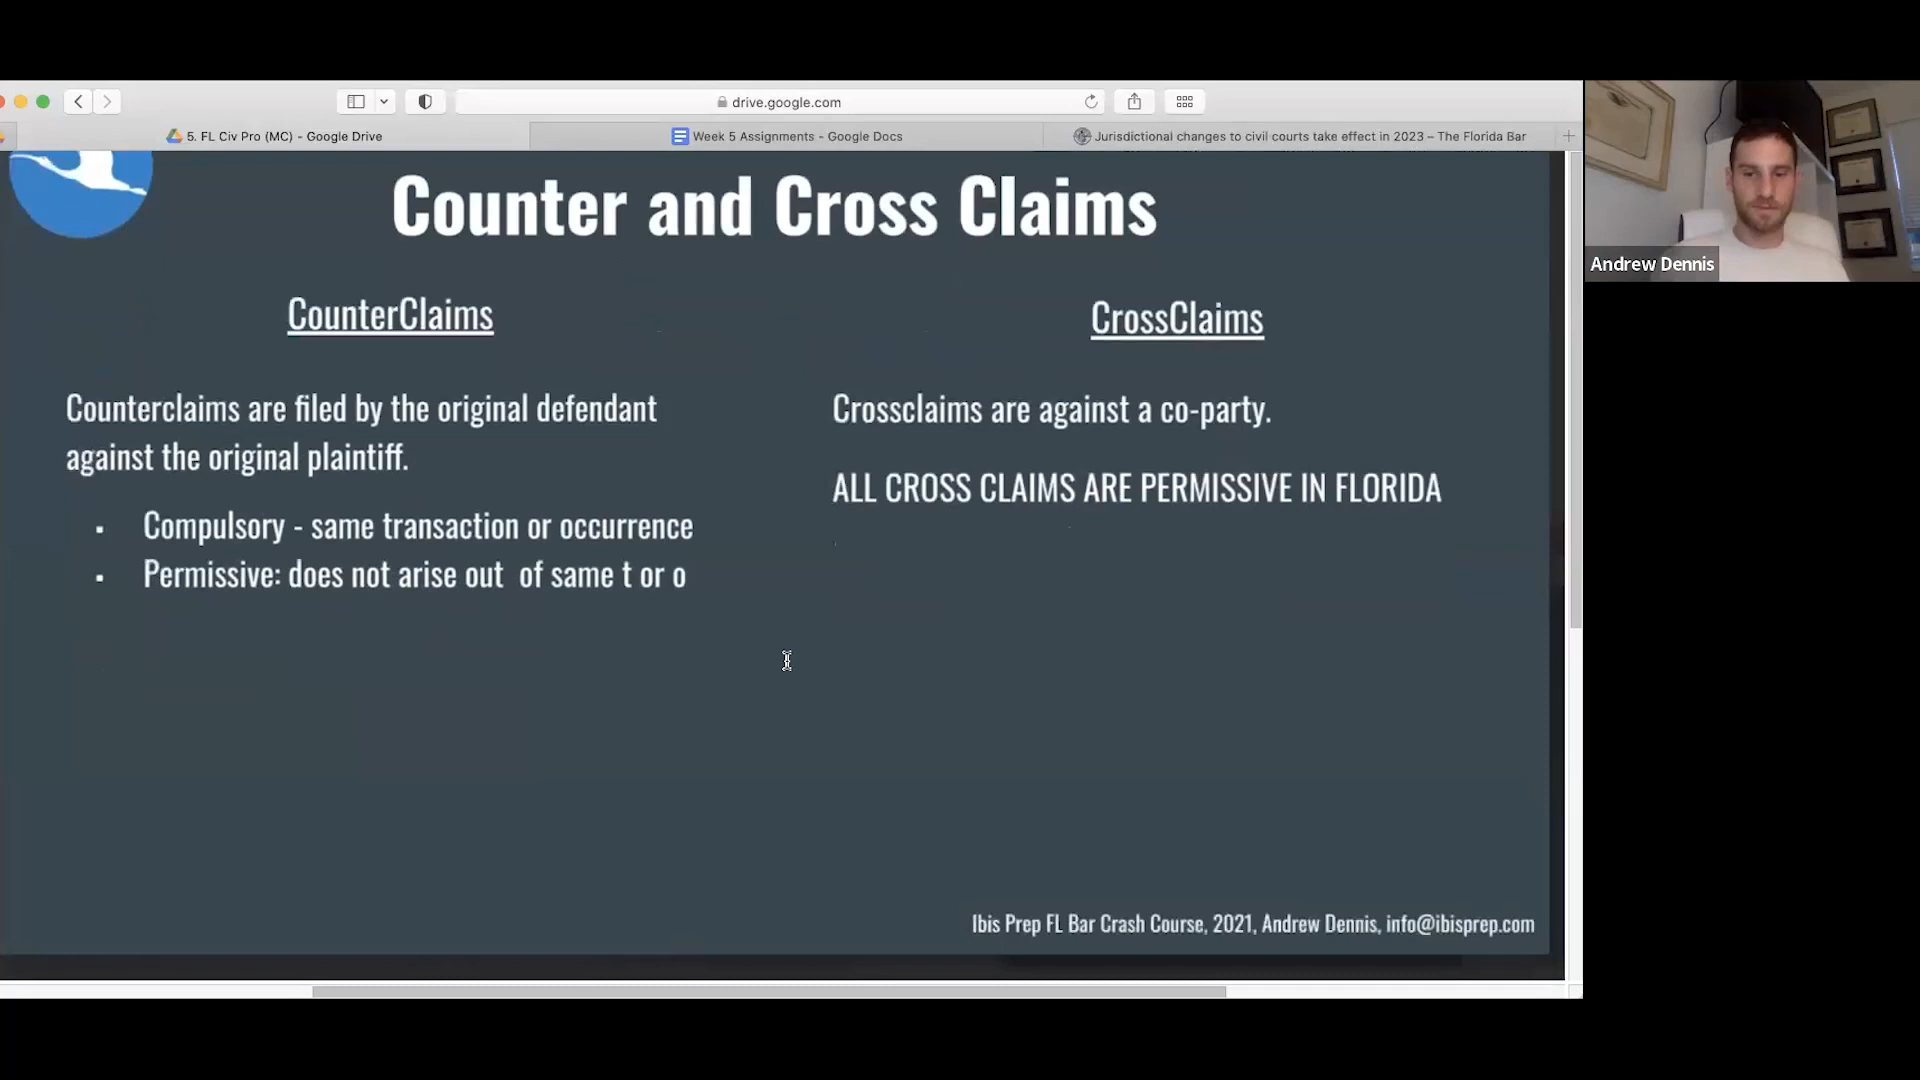 drive.google.com
5. FL Civ Pro (MC) - Google Drive
Week 5 Assignments - Google Docs
Jurisdictional changes to civil courts take effect in 2023 – The Florida Bar
Counter and Cross Claims
CounterClaims
Counterclaims are filed by the original defendant
against the original plaintiff.
▪ Compulsory - same transaction or occurrence
▪ Permissive: does not arise out of same t or o
CrossClaims
Crossclaims are against a co-party.
ALL CROSS CLAIMS ARE PERMISSIVE IN FLORIDA
Ibis Prep FL Bar Crash Course, 2021, Andrew Dennis, info@ibisprep.com
Andrew Dennis